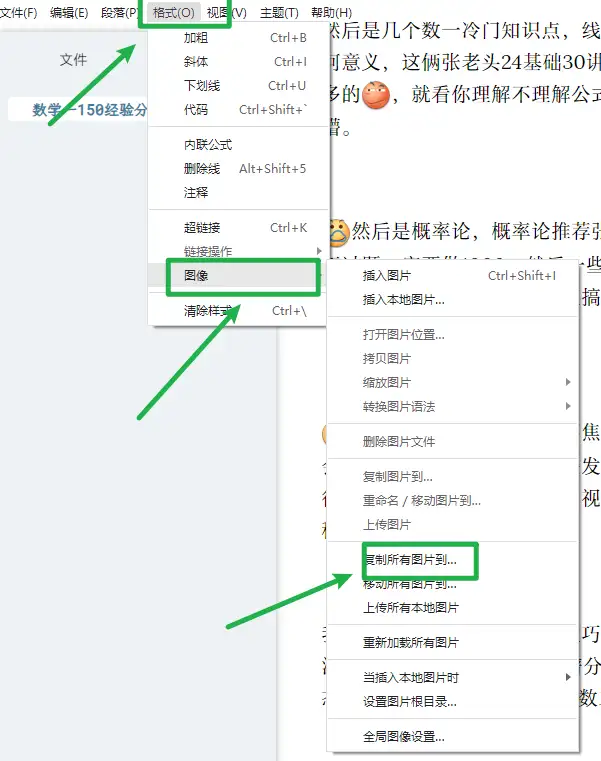 文件(F) 编辑(E) 段落(P) 格式(O) 视图(V) 主题(T) 帮助(H)
文件
数学一150经验分
加粗 Ctrl+B
斜体 Ctrl+I
下划线 Ctrl+U
代码 Ctrl+Shift+`
内联公式
删除线 Alt+Shift+5
注释
超链接 Ctrl+K
链接操作
图像
清除样式 Ctrl+\
插入图片 Ctrl+Shift+I
插入本地图片...
打开图片位置...
拷贝图片
缩放图片
转换图片语法
删除图片文件
复制图片到...
重命名 / 移动图片到...
上传图片
复制所有图片到...
移动所有图片到...
上传所有本地图片
重新加载所有图片
当插入本地图片时
设置图片根目录...
全局图像设置...
然后是几个数一冷门知识点，线
何意义，这俩张老头24基础30讲
多的，就看你理解不理解公式
懵。
然后是概率论，概率论推荐张
搞
焦
发
视
巧
分
数